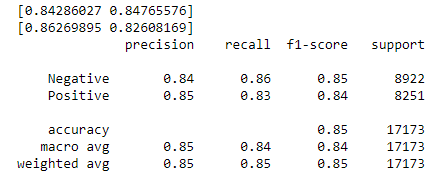 [0.84286027 0.84765576]
[0.86269895 0.82608169]
precision recall f1-score support
Negative 0.84 0.86 0.85 8922
Positive 0.85 0.83 0.84 8251
accuracy 0.85 17173
macro avg 0.85 0.84 0.84 17173
weighted avg 0.85 0.85 0.85 17173